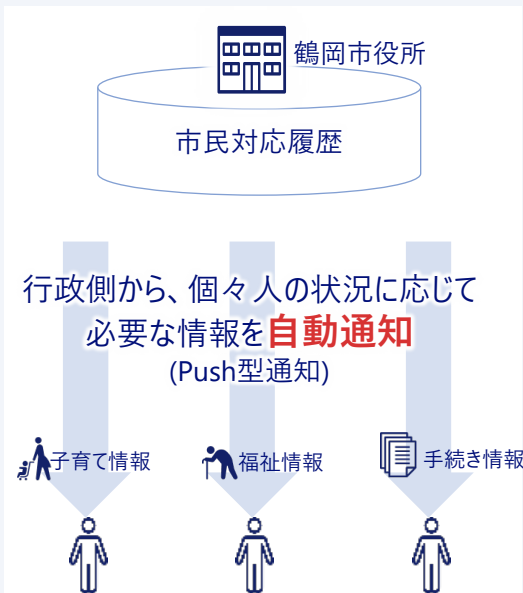 鶴岡市役所
市民対応履歴
行政側から、個々人の状況に応じて
必要な情報を自動通知
(Push型通知)
子育て情報
福祉情報
手続き情報